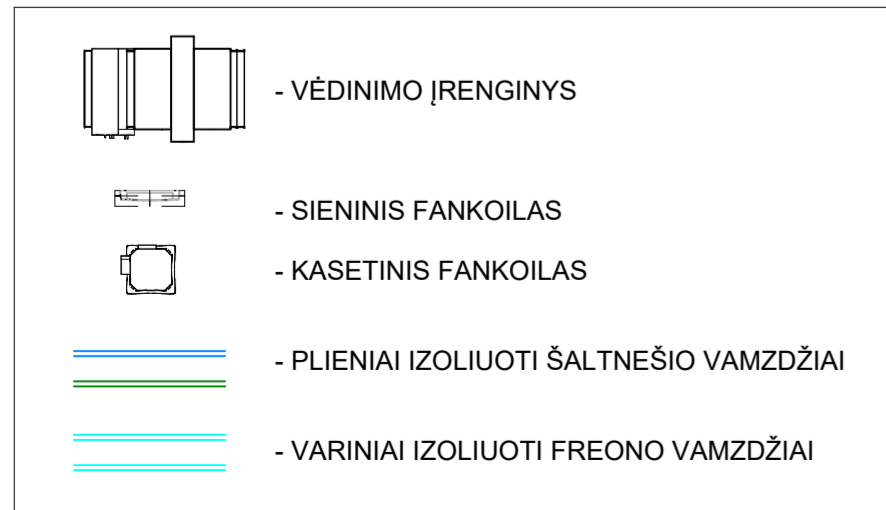 - VĖDINIMO ĮRENGINYS
- SIENINIS FANKOILAS
- KASETINIS FANKOILAS
- PLIENIAI IZOLIUOTI ŠALTNEŠIO VAMZDŽIAI
- VARINIAI IZOLIUOTI FREONO VAMZDŽIAI